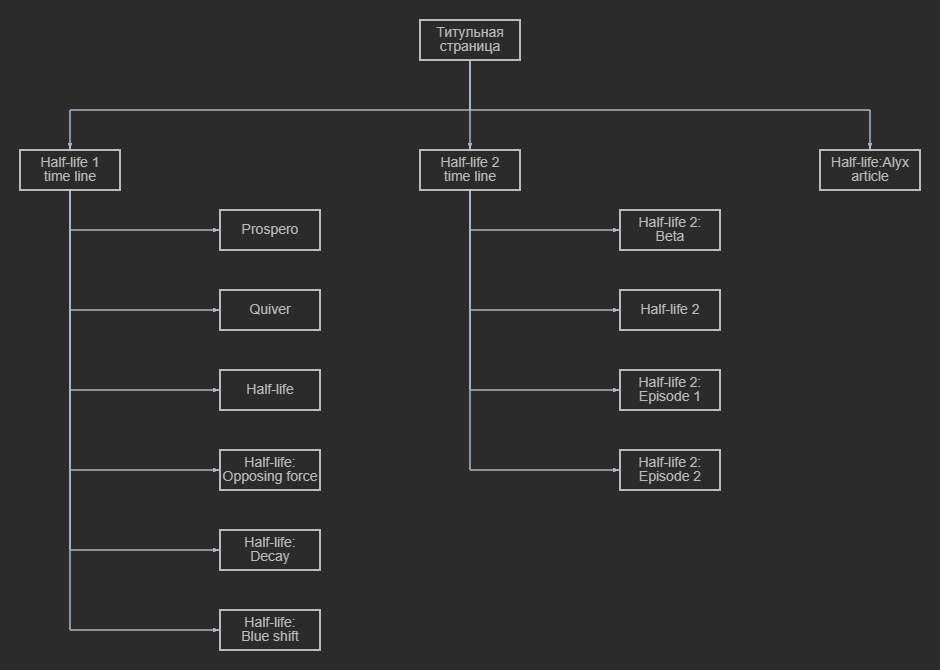 Титульная
страница
Half-life 1
time line
Half-life 2
time line
Half-life:Alyx
article
Prospero
Quiver
Half-life
Half-life:
Opposing force
Half-life:
Decay
Half-life:
Blue shift
Half-life 2:
Beta
Half-life 2
Half-life 2:
Episode 1
Half-life 2:
Episode 2